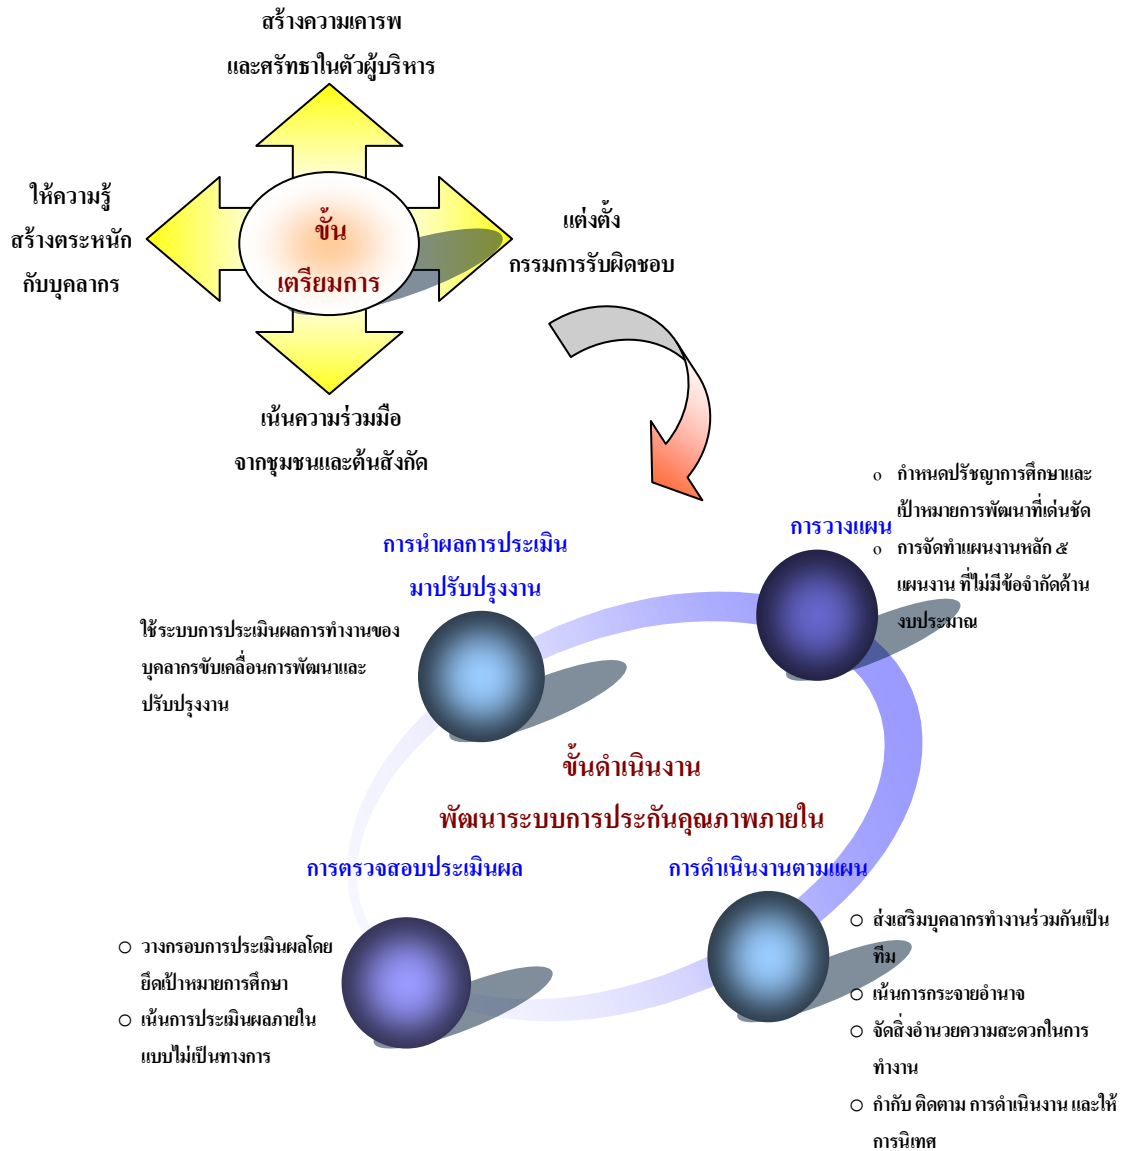 สร้างความเคารพ
และศรัทธาในตัวผู้บริหาร
ให้ความรู้
สร้างตระหนัก
กับบุคลากร
ขั้น
เตรียมการ
แต่งตั้ง
กรรมการรับผิดชอบ
เน้นความร่วมมือ
จากชุมชนและต้นสังกัด
การวางแผน
o กำหนดปรัชญาการศึกษาและ
เป้าหมายการพัฒนาที่เด่นชัด
o การจัดทำแผนงานหลัก ๕
แผนงาน ที่ไม่มีข้อจำกัดด้าน
งบประมาณ
การนำผลการประเมิน
มาปรับปรุงงาน
ใช้ระบบการประเมินผลการทำงานของ
บุคลากรขับเคลื่อนการพัฒนาและ
ปรับปรุงงาน
ขั้นดำเนินงาน
พัฒนาระบบการประกันคุณภาพภายใน
การตรวจสอบประเมินผล
การดำเนินงานตามแผน
○ วางกรอบการประเมินผลโดย
ยึดเป้าหมายการศึกษา
○ เน้นการประเมินผลภายใน
แบบไม่เป็นทางการ
○ ส่งเสริมบุคลากรทำงานร่วมกันเป็น
ทีม
○ เน้นการกระจายอำนาจ
○ จัดสิ่งอำนวยความสะดวกในการ
ทำงาน
○ กำกับ ติดตาม การดำเนินงาน และให้
การนิเทศ